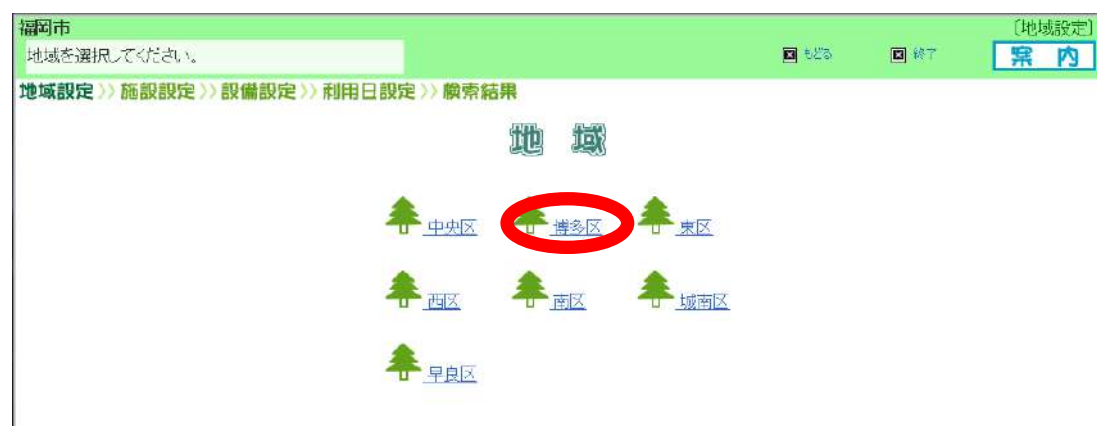 福岡市
〔地域設定〕
地域を選択してください。
もどる
終了
案 内
地域設定>>施設設定>>設備設定>>利用日設定>>検索結果
地 域
中央区 博多区 東区
西区 南区 城南区
早良区